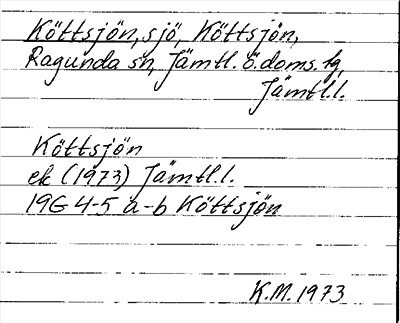 Köttsjön, sjö, Köttsjön,
Ragunda sn, Jämtl. ö. doms. tg,
Jämtl.l.
Köttsjön
ek (1973) Jämtl.l.
19G 4-5 a-b Köttsjön
K.M. 1973